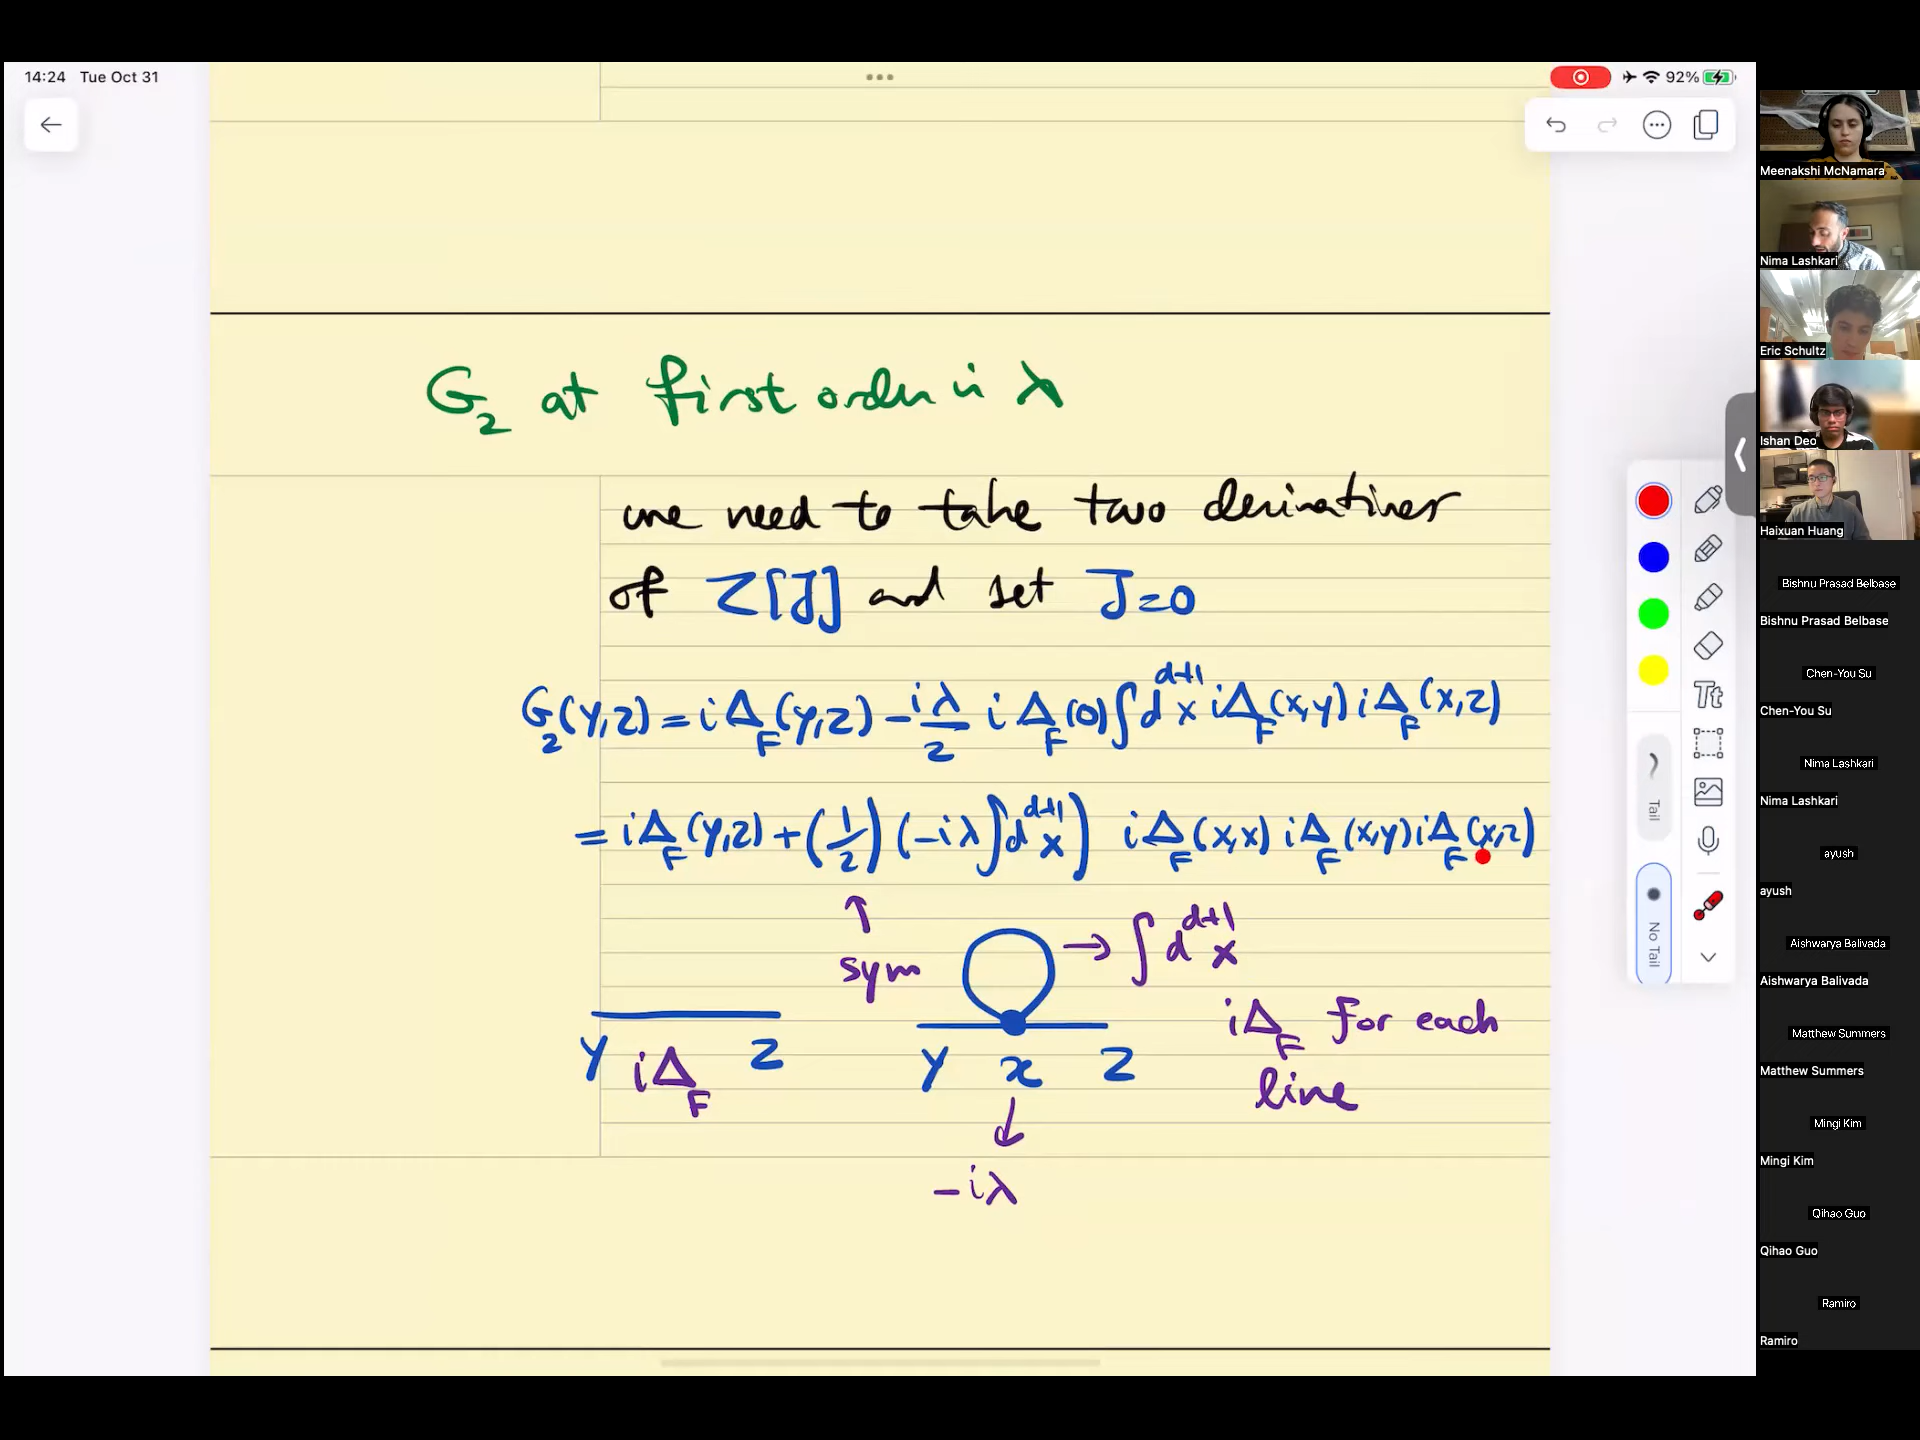 14:24 Tue Oct 31
92%
G₂ at first order in λ
we need to take two derivatives
of Z[J] and set J=0
G₂(y,z) = iΔ_F(y,z) - iλ/2 iΔ_F(0) ∫d^{d+1}x iΔ_F(x,y) iΔ_F(x,z)
= iΔ_F(y,z) + (1/2) (-iλ∫d^{d+1}x) iΔ_F(x,x) iΔ_F(x,y) iΔ_F(x,z)
↑ sym
→ ∫d^{d+1}x
y iΔ_F z
y x z
iΔ_F for each
line
↓
-iλ
Tt
Tail
No Tail
Meenakshi McNamara
Nima Lashkari
Eric Schultz
Ishan Deo
Haixuan Huang
Bishnu Prasad Belbase
Bishnu Prasad Belbase
Chen-You Su
Chen-You Su
Nima Lashkari
Nima Lashkari
ayush
ayush
Aishwarya Balivada
Aishwarya Balivada
Matthew Summers
Matthew Summers
Mingi Kim
Mingi Kim
Qihao Guo
Qihao Guo
Ramiro
Ramiro